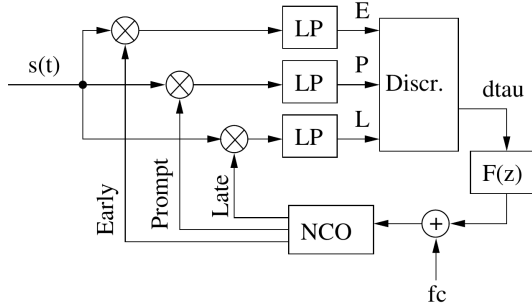 E
LP
s(t)
P
LP
Discr.
dtau
L
LP
F(z)
Early
Prompt
Late
NCO
+
fc